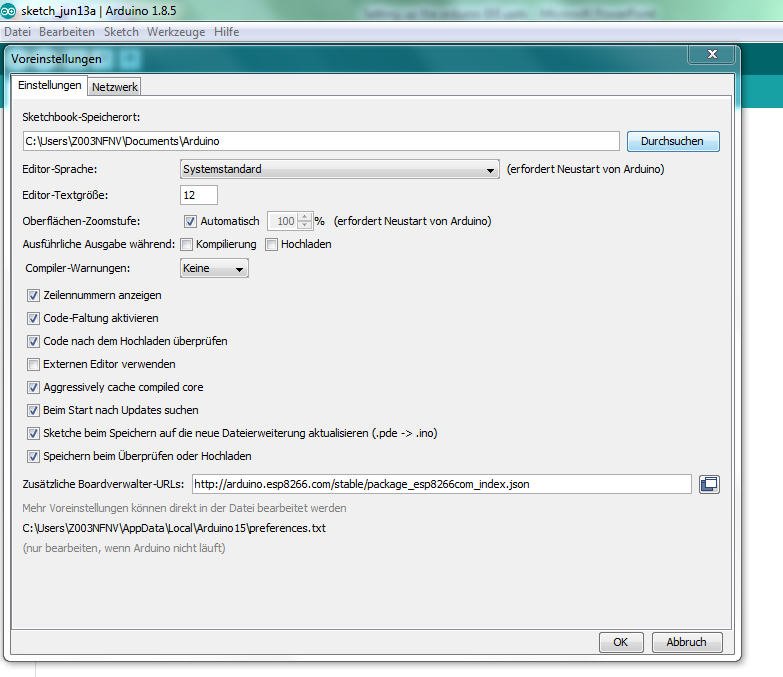 sketch_jun13a | Arduino 1.8.5
Datei Bearbeiten Sketch Werkzeuge Hilfe
Voreinstellungen
Einstellungen Netzwerk
Sketchbook-Speicherort:
C:\Users\Z003NFNV\Documents\Arduino Durchsuchen
Editor-Sprache: Systemstandard (erfordert Neustart von Arduino)
Editor-Textgröße: 12
Oberflächen-Zoomstufe: Automatisch 100 % (erfordert Neustart von Arduino)
Ausführliche Ausgabe während: Kompilierung Hochladen
Compiler-Warnungen: Keine
Zeilennummern anzeigen
Code-Faltung aktivieren
Code nach dem Hochladen überprüfen
Externen Editor verwenden
Aggressively cache compiled core
Beim Start nach Updates suchen
Sketche beim Speichern auf die neue Dateierweiterung aktualisieren (.pde -> .ino)
Speichern beim Überprüfen oder Hochladen
Zusätzliche Boardverwalter-URLs: http://arduino.esp8266.com/stable/package_esp8266com_index.json
Mehr Voreinstellungen können direkt in der Datei bearbeitet werden
C:\Users\Z003NFNV\AppData\Local\Arduino15\preferences.txt
(nur bearbeiten, wenn Arduino nicht läuft)
OK Abbruch